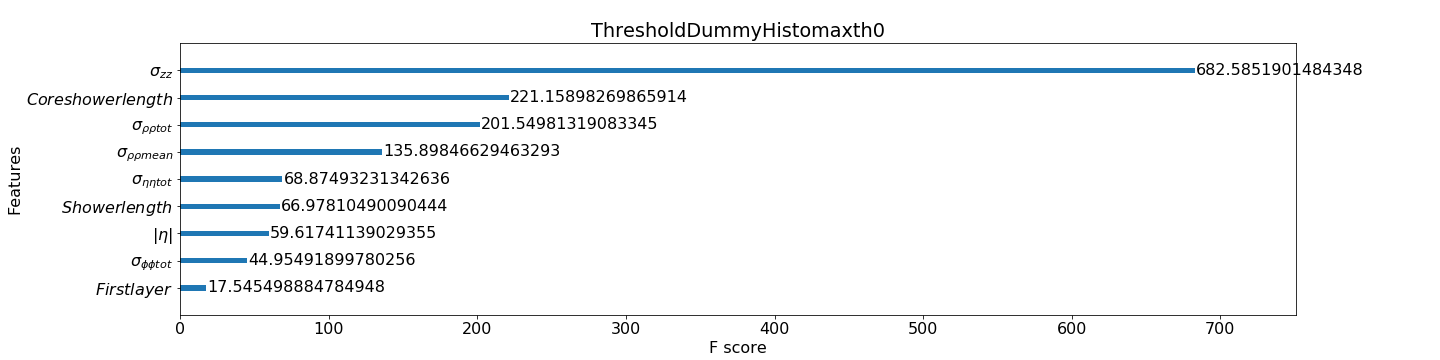 ThresholdDummyHistomaxth0
σzz 682.5851901484348
Coreshowerlength 221.15898269865914
σρρtot 201.54981319083345
σρρmean 135.89846629463293
σηηtot 68.87493231342636
Showerlength 66.97810490090444
|η| 59.61741139029355
σϕϕtot 44.95491899780256
Firstlayer 17.545498884784948
0 100 200 300 400 500 600 700
F score
Features